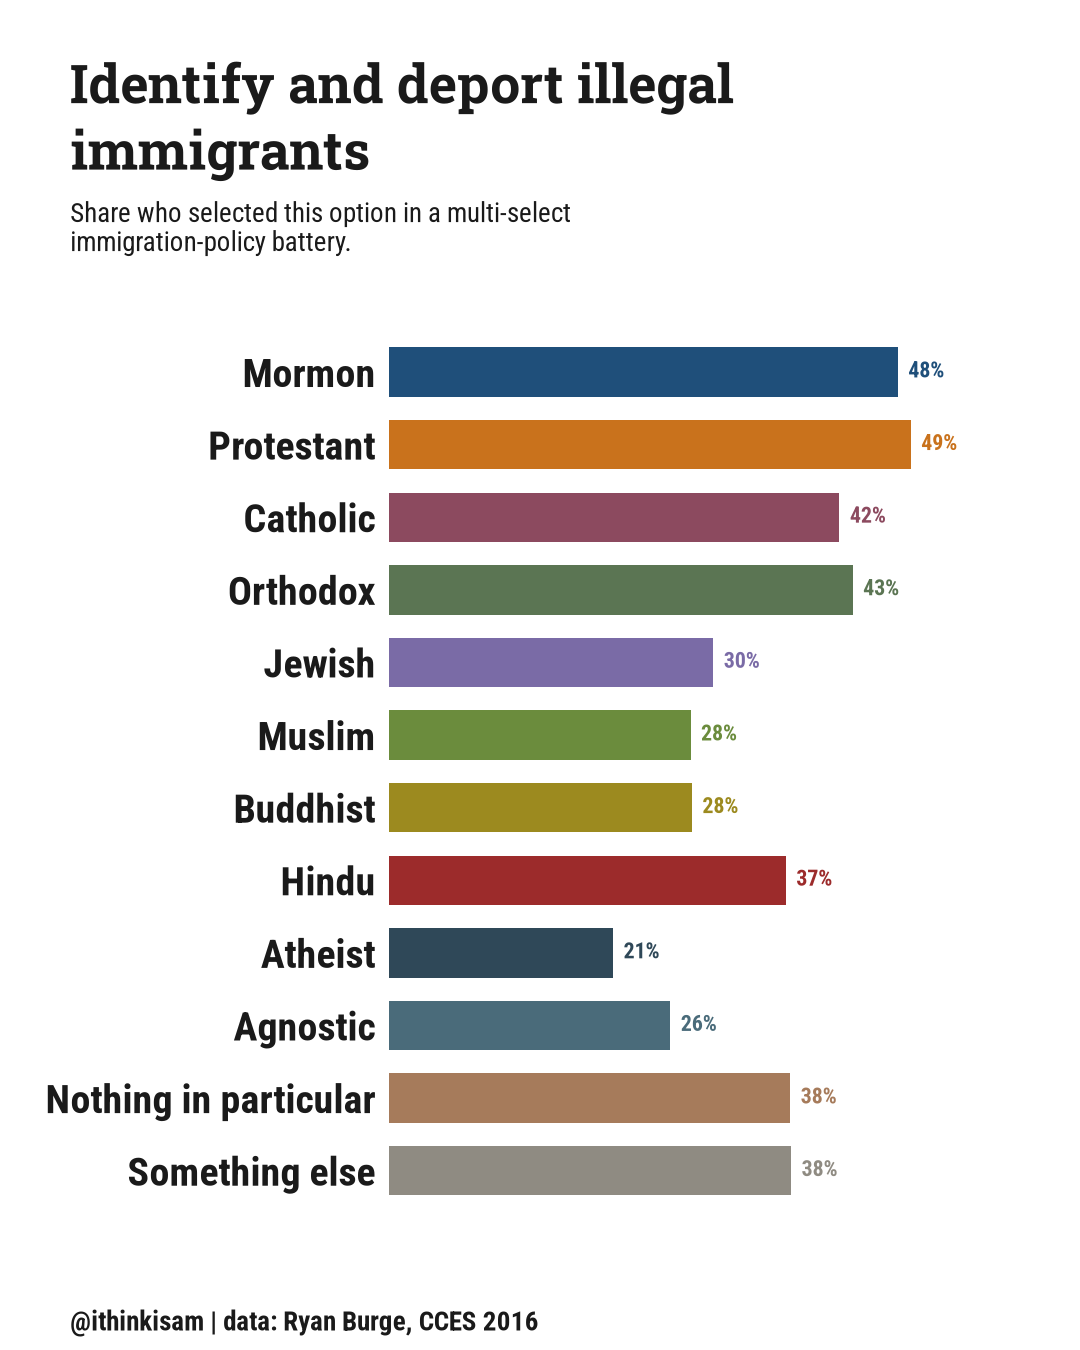 Identify and deport illegal
immigrants
Share who selected this option in a multi-select
immigration-policy battery.
Mormon 48%
Protestant 49%
Catholic 42%
Orthodox 43%
Jewish 30%
Muslim 28%
Buddhist 28%
Hindu 37%
Atheist 21%
Agnostic 26%
Nothing in particular 38%
Something else 38%
@ithinkisam | data: Ryan Burge, CCES 2016